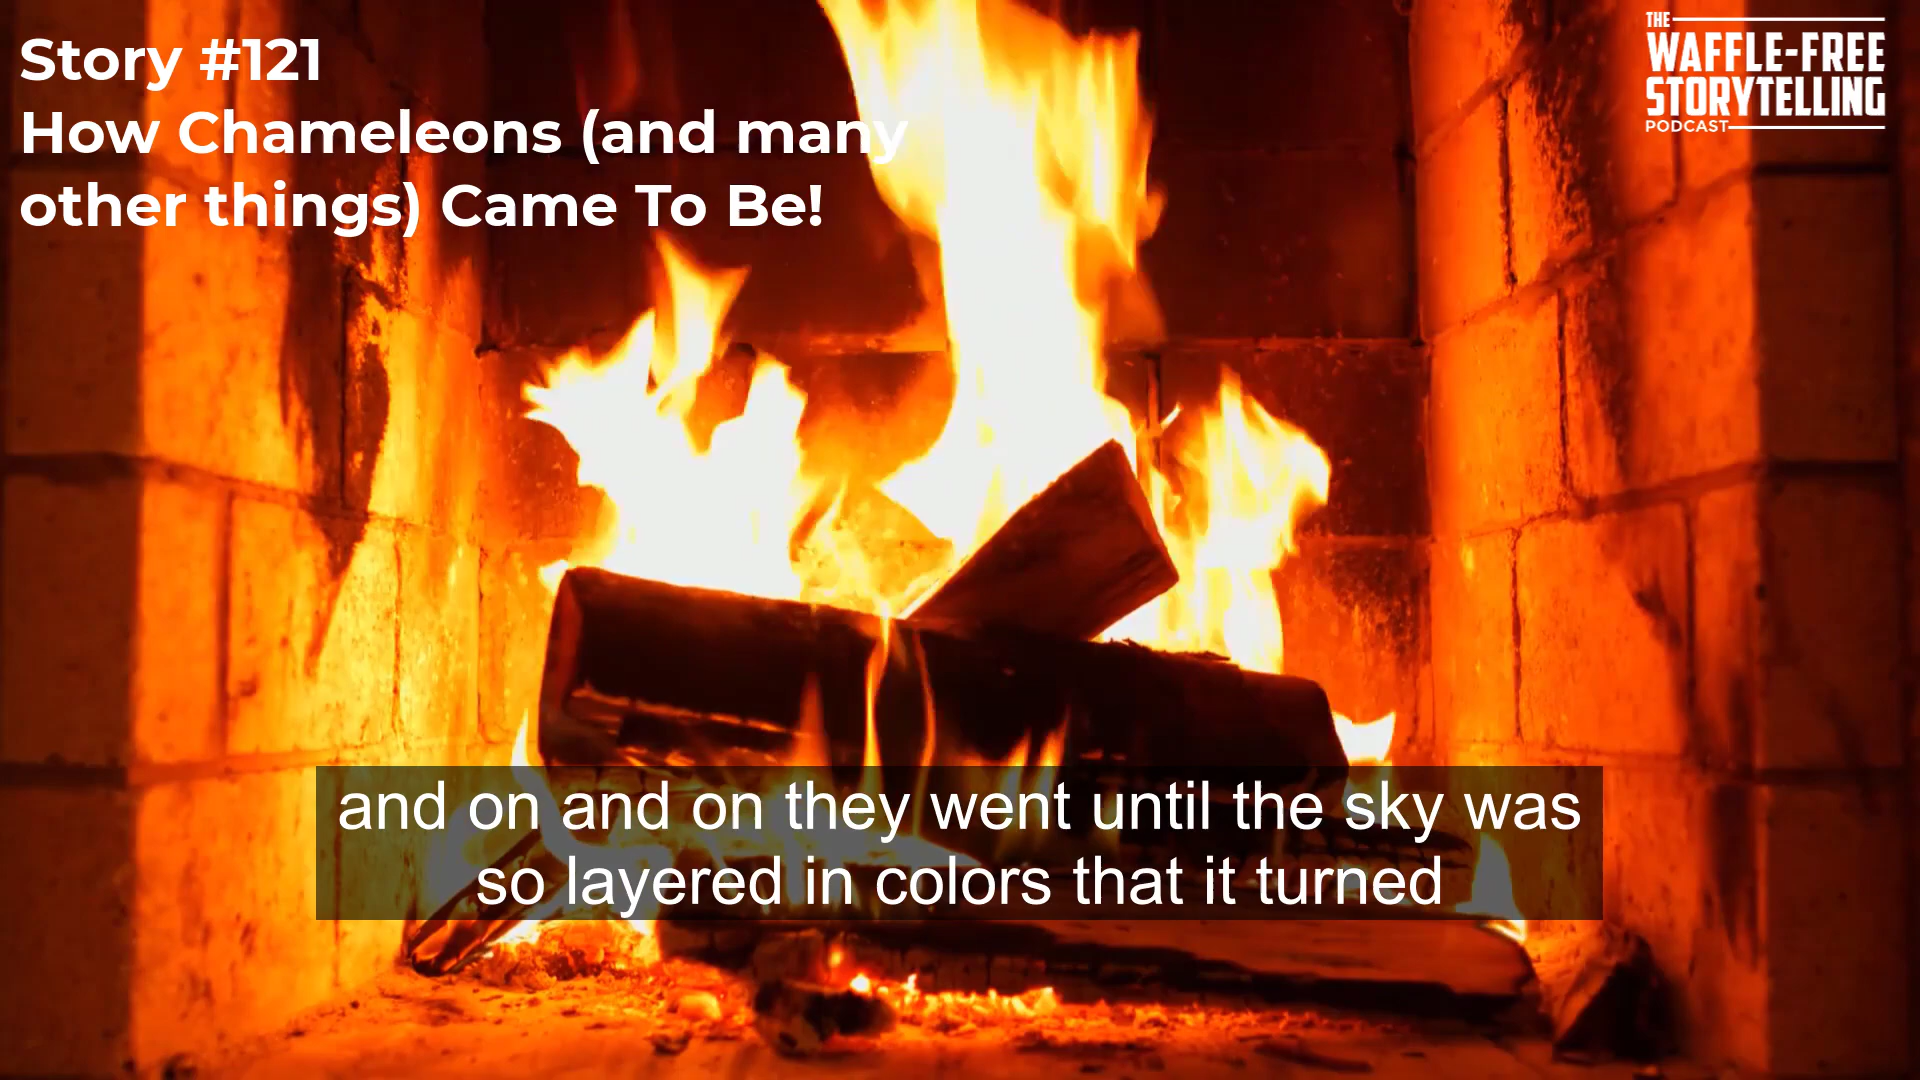 Story #121
How Chameleons (and many
other things) Came To Be!
THE
WAFFLE-FREE
STORYTELLING
PODCAST
and on and on they went until the sky was
so layered in colors that it turned